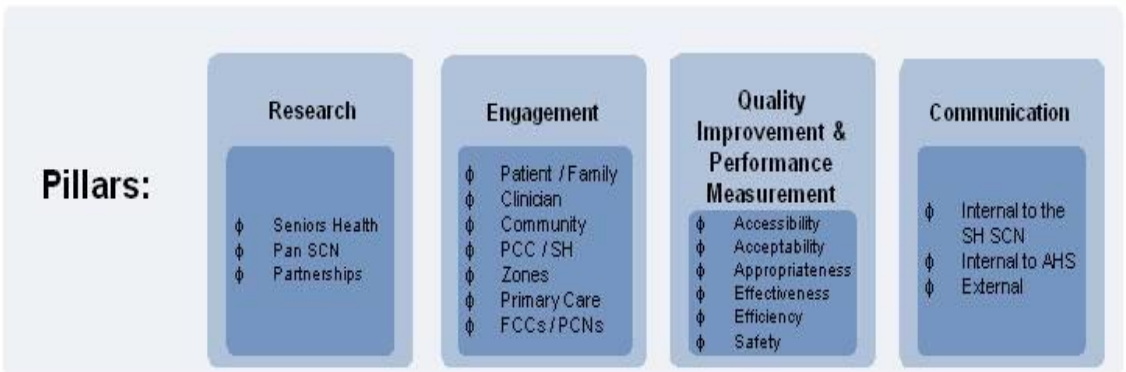 Pillars:
Research
ϕ Seniors Health
ϕ Pan SCN
ϕ Partnerships
Engagement
ϕ Patient / Family
ϕ Clinician
ϕ Community
ϕ PCC / SH
ϕ Zones
ϕ Primary Care
ϕ FCCs / PCNs
Quality
Improvement &
Performance
Measurement
ϕ Accessibility
ϕ Acceptability
ϕ Appropriateness
ϕ Effectiveness
ϕ Efficiency
ϕ Safety
Communication
ϕ Internal to the
SH SCN
ϕ Internal to AHS
ϕ External